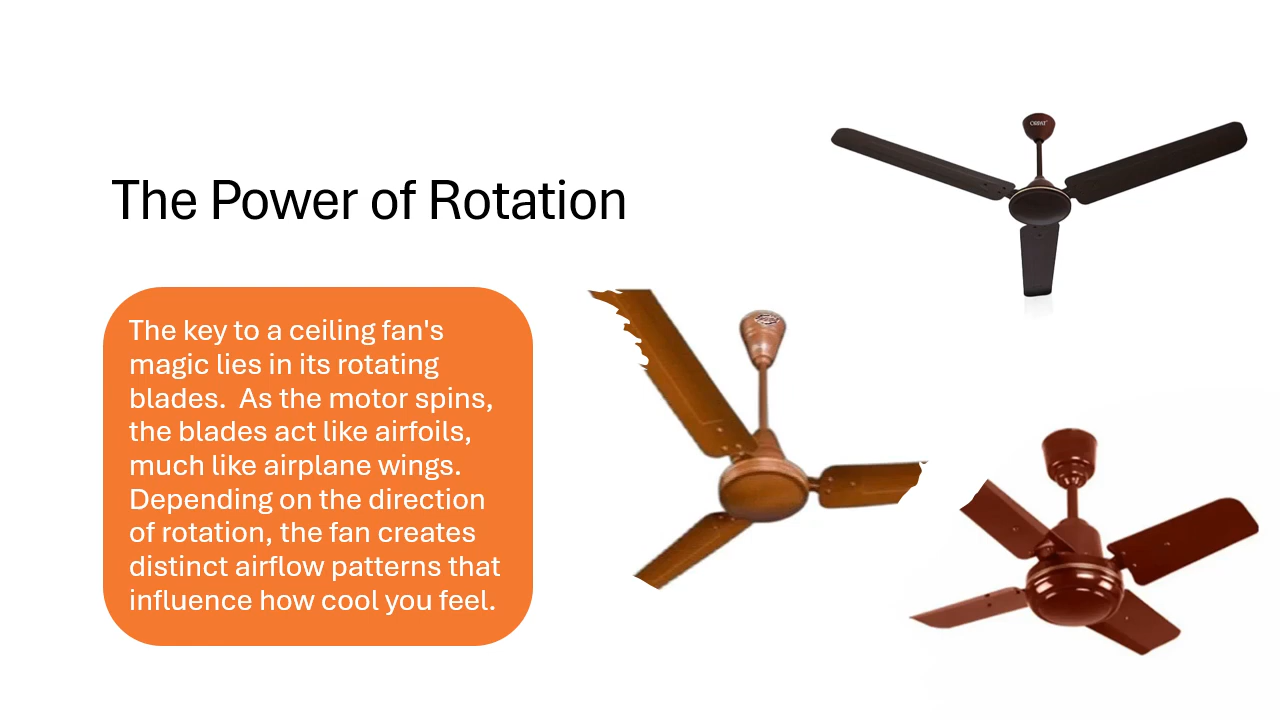 The Power of Rotation
The key to a ceiling fan's
magic lies in its rotating
blades.  As the motor spins,
the blades act like airfoils,
much like airplane wings.
Depending on the direction
of rotation, the fan creates
distinct airflow patterns that
influence how cool you feel.